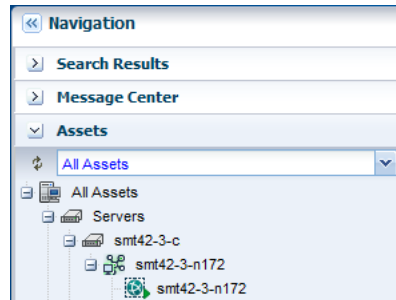 Navigation
Search Results
Message Center
Assets
All Assets
All Assets
Servers
smt42-3-c
smt42-3-n172
smt42-3-n172